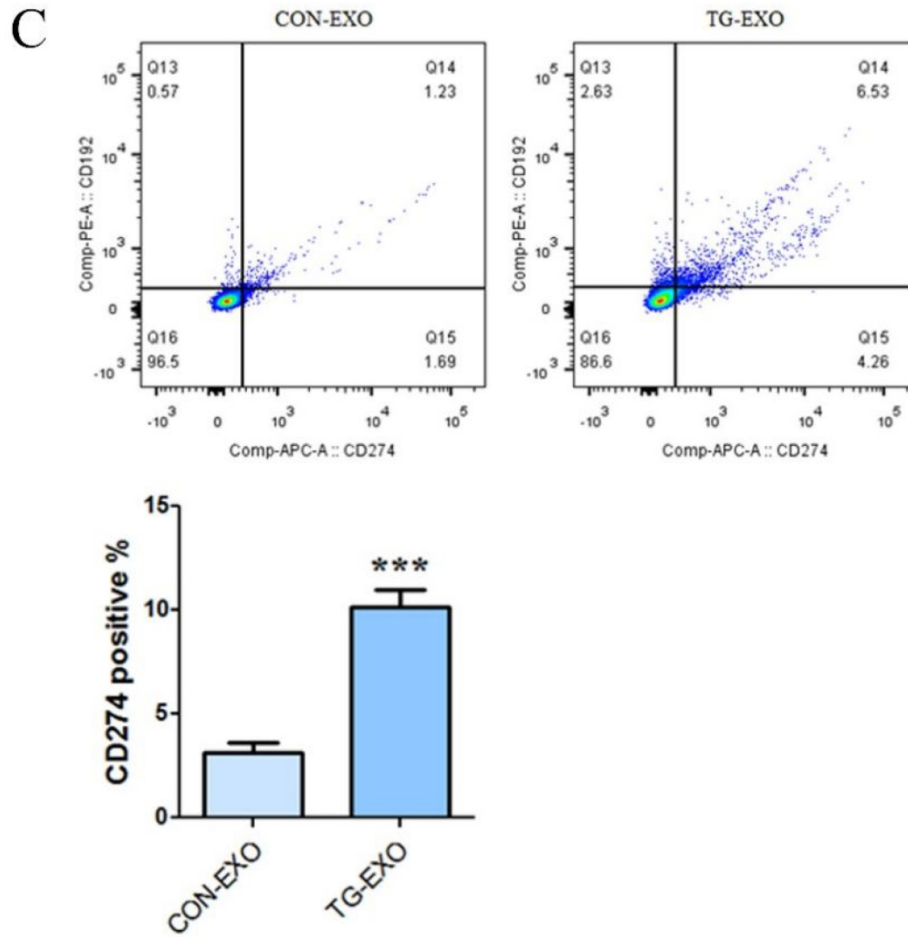 C
CON-EXO
Q13
0.57
Q14
1.23
Q16
96.5
Q15
1.69
10^5
10^4
10^3
0
-10^3
Comp-PE-A :: CD192
-10^3 0 10^3 10^4 10^5
Comp-APC-A :: CD274
TG-EXO
Q13
2.63
Q14
6.53
Q16
86.6
Q15
4.26
10^5
10^4
10^3
0
-10^3
Comp-PE-A :: CD192
-10^3 0 10^3 10^4 10^5
Comp-APC-A :: CD274
CD274 positive %
15
10
5
0
***
CON-EXO
TG-EXO